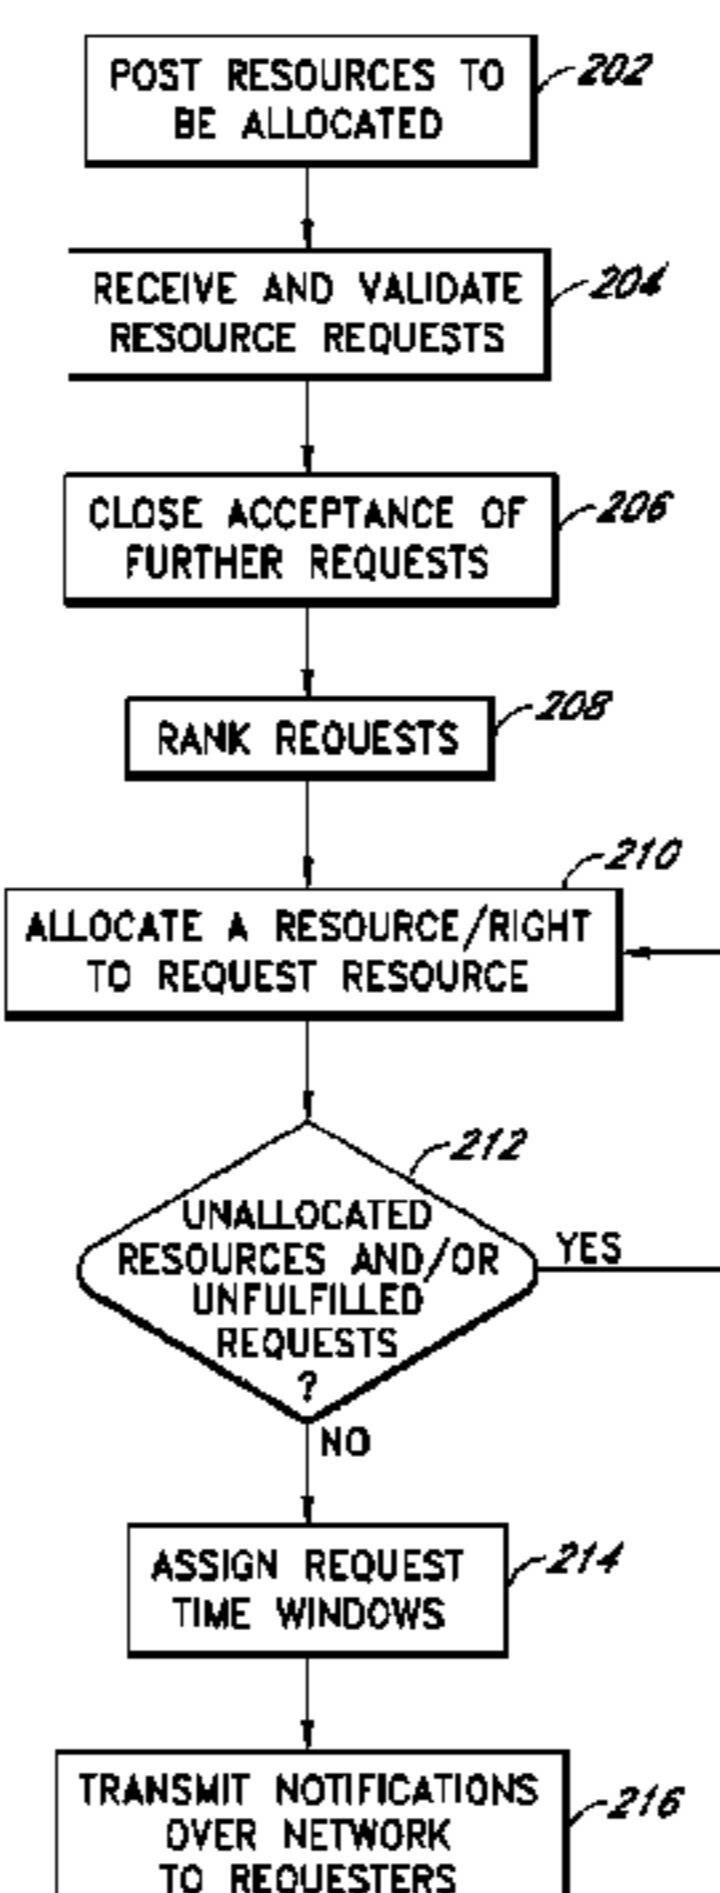 POST RESOURCES TO
BE ALLOCATED
202
RECEIVE AND VALIDATE
RESOURCE REQUESTS
204
CLOSE ACCEPTANCE OF
FURTHER REQUESTS
206
RANK REQUESTS
208
210
ALLOCATE A RESOURCE/RIGHT
TO REQUEST RESOURCE
212
UNALLOCATED
RESOURCES AND/OR
UNFULFILLED
REQUESTS
?
YES
NO
ASSIGN REQUEST
TIME WINDOWS
214
TRANSMIT NOTIFICATIONS
OVER NETWORK
TO REQUESTERS
216